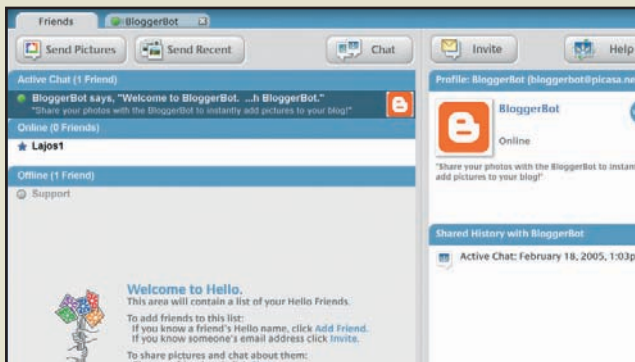 Friends
BloggerBot
Send Pictures
Send Recent
Chat
Active Chat (1 Friend)
BloggerBot says, "Welcome to BloggerBot. ...h BloggerBot."
"Share your photos with the BloggerBot to instantly add pictures to your blog!"
Online (0 Friends)
Lajos1
Offline (1 Friend)
Support
Welcome to Hello.
This area will contain a list of your Hello Friends.
To add friends to this list:
If you know a friend's Hello name, click Add Friend.
If you know someone's email address click Invite.
To share pictures and chat about them:
Invite
Help
Profile: BloggerBot (bloggerbot@picasa.ne
BloggerBot
Online
"Share your photos with the BloggerBot to instan
add pictures to your blog!"
Shared History with BloggerBot
Active Chat: February 18, 2005, 1:03p